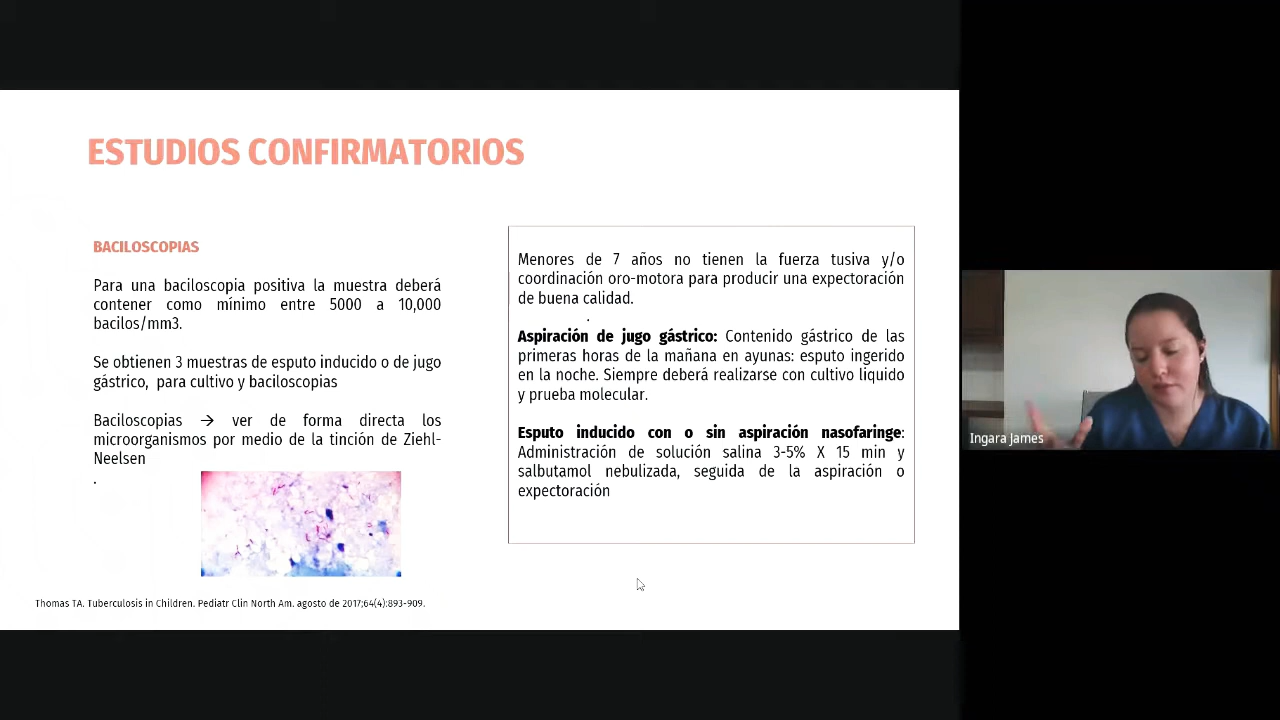 ESTUDIOS CONFIRMATORIOS
BACILOSCOPIAS
Para una baciloscopia positiva la muestra deberá
contener como mínimo entre 5000 a 10,000
bacilos/mm3.
Se obtienen 3 muestras de esputo inducido o de jugo
gástrico, para cultivo y baciloscopias
Baciloscopias → ver de forma directa los
microorganismos por medio de la tinción de Ziehl-
Neelsen
.
Menores de 7 años no tienen la fuerza tusiva y/o
coordinación oro-motora para producir una expectoración
de buena calidad.
.
Aspiración de jugo gástrico: Contenido gástrico de las
primeras horas de la mañana en ayunas: esputo ingerido
en la noche. Siempre deberá realizarse con cultivo liquido
y prueba molecular.
Esputo inducido con o sin aspiración nasofaringe:
Administración de solución salina 3-5% X 15 min y
salbutamol nebulizada, seguida de la aspiración o
expectoración
Thomas TA. Tuberculosis in Children. Pediatr Clin North Am. agosto de 2017;64(4):893-909.
Ingara James